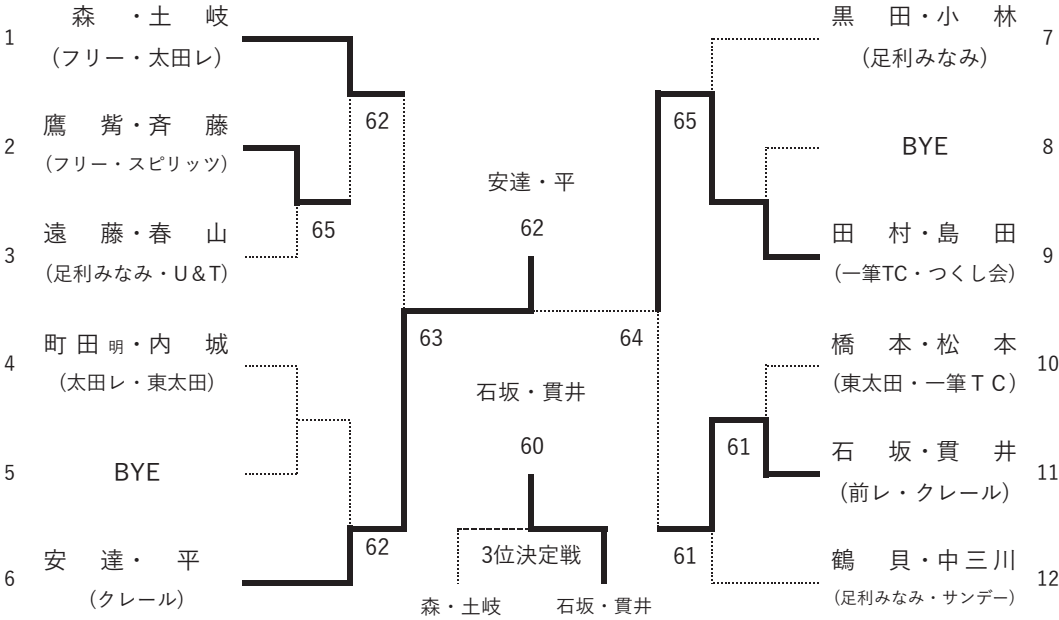 森 ・土 岐
1
(フリー・太田レ)
62
鷹 觜・斉 藤
2
(フリー・スピリッツ)
65
遠 藤・春 山
3
(足利みなみ・U&T)
町 田 明・内 城
4
(太田レ・東太田)
5 BYE
62
安 達・ 平
6
(クレール)
安達・平
62
63
64
石坂・貫井
60
3位決定戦
森・土岐 石坂・貫井
黒 田・小 林
7
(足利みなみ)
65
BYE 8
田 村・島 田
9
(一筆TC・つくし会)
橋 本・松 本
10
(東太田・一筆TC)
61
石 坂・貫 井
11
(前レ・クレール)
61
鶴 貝・中三川
12
(足利みなみ・サンデー)